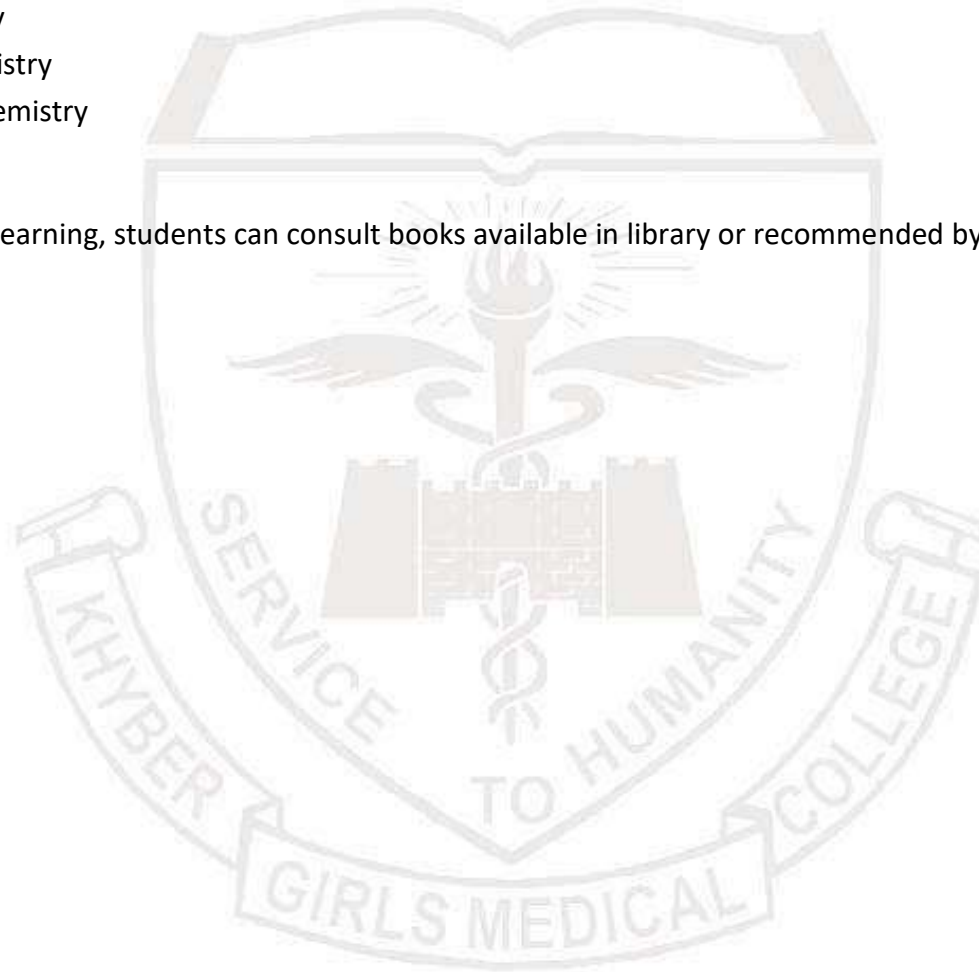 y
istry
emistry
earning, students can consult books available in library or recommended by
SERVICE TO HUMANITY
KHYBER GIRLS MEDICAL COLLEGE